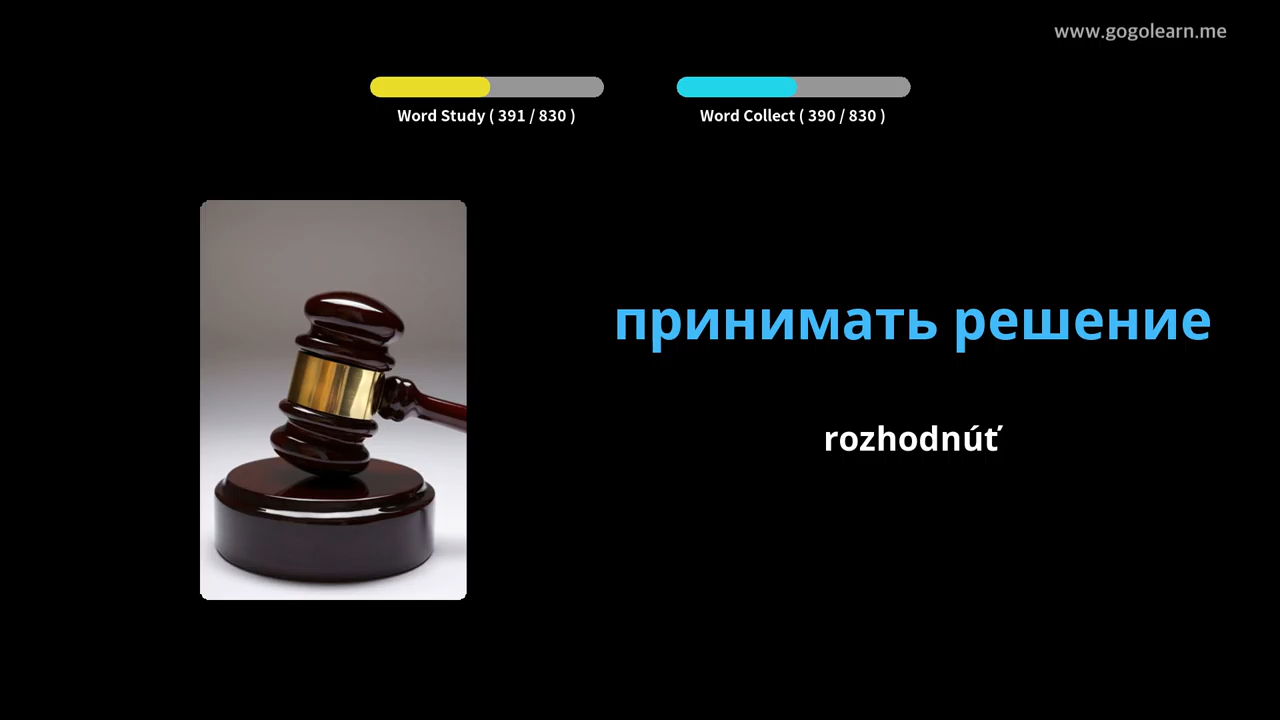 www.gogolearn.me
Word Study ( 391 / 830 )
Word Collect ( 390 / 830 )
принимать решение
rozhodnúť